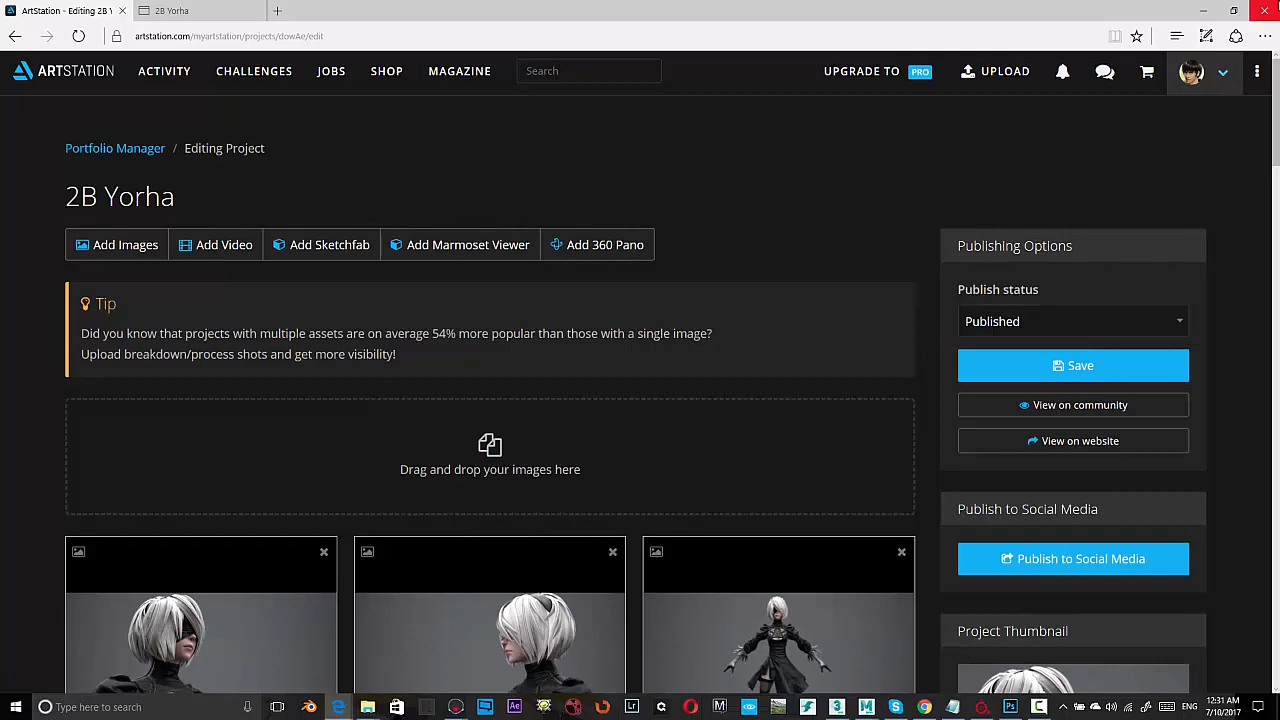 ArtStation - Editing 2B Y
2B Yorha
artstation.com/myartstation/projects/dowAe/edit
ARTSTATION
ACTIVITY
CHALLENGES
JOBS
SHOP
MAGAZINE
Search
UPGRADE TO PRO
UPLOAD
Portfolio Manager / Editing Project
2B Yorha
Add Images
Add Video
Add Sketchfab
Add Marmoset Viewer
Add 360 Pano
Tip
Did you know that projects with multiple assets are on average 54% more popular than those with a single image?
Upload breakdown/process shots and get more visibility!
Drag and drop your images here
Publishing Options
Publish status
Published
Save
View on community
View on website
Publish to Social Media
Publish to Social Media
Project Thumbnail
Type here to search
Ae
Lr
M
3
M
S
Ps
12:31 AM
7/10/2017